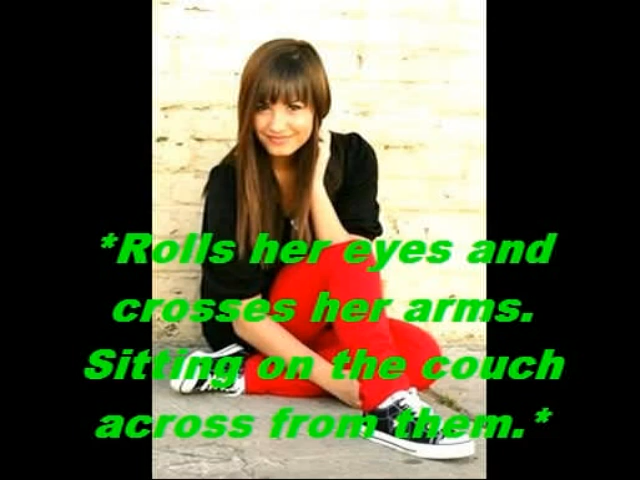 *Rolls her eyes and
crosses her arms.
Sitting on the couch
across from them.*